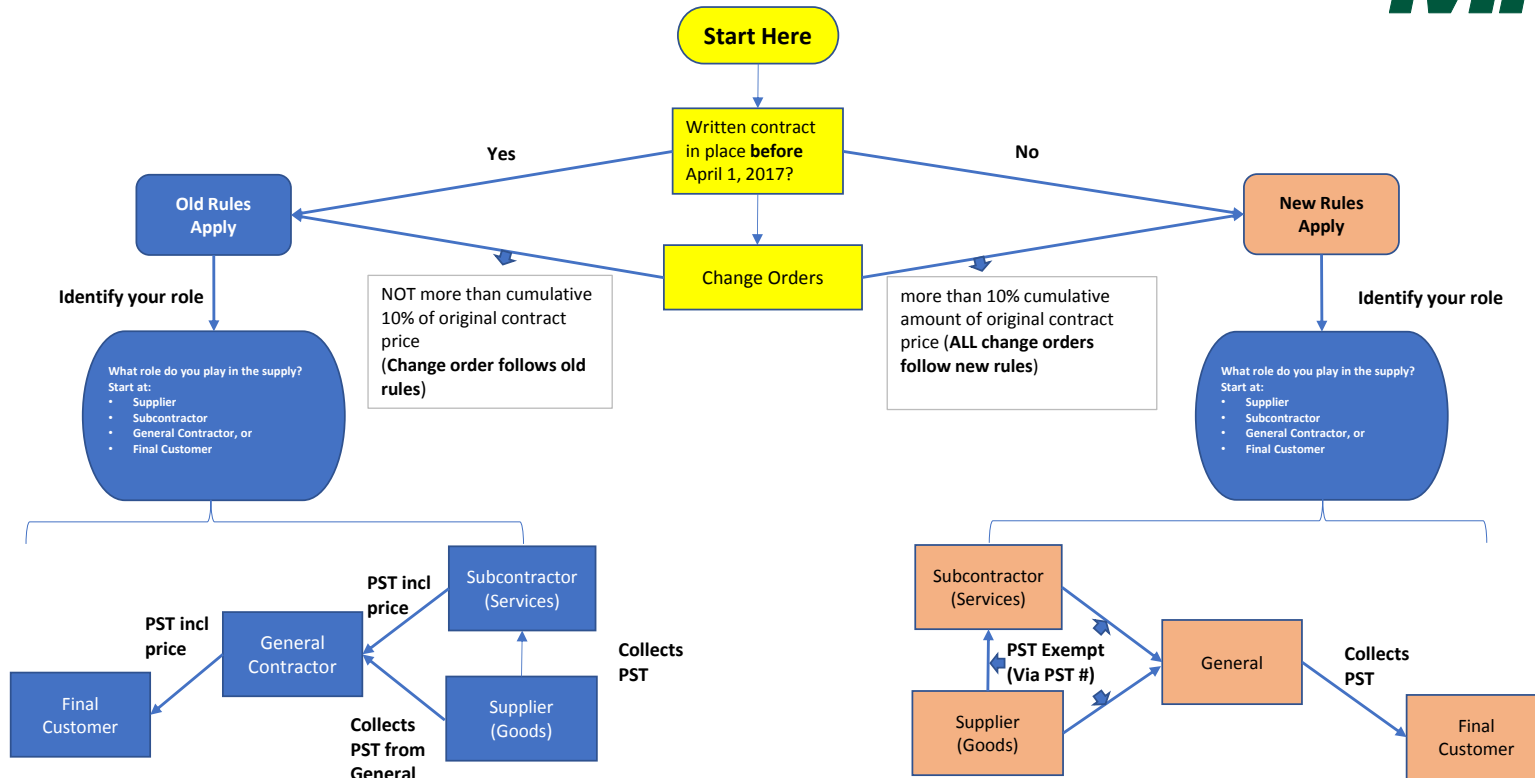 Start Here
Written contract
in place before
April 1, 2017?
Yes
No
Old Rules
Apply
New Rules
Apply
Change Orders
Identify your role
NOT more than cumulative
10% of original contract
price
(Change order follows old
rules)
more than 10% cumulative
amount of original contract
price (ALL change orders
follow new rules)
Identify your role
What role do you play in the supply?
Start at:
• Supplier
• Subcontractor
• General Contractor, or
• Final Customer
What role do you play in the supply?
Start at:
• Supplier
• Subcontractor
• General Contractor, or
• Final Customer
Subcontractor
(Services)
PST incl
price
PST incl
price
General
Contractor
Collects
PST
Final
Customer
Supplier
(Goods)
Collects
PST from
General
Subcontractor
(Services)
PST Exempt
(Via PST #)
General
Collects
PST
Supplier
(Goods)
Final
Customer